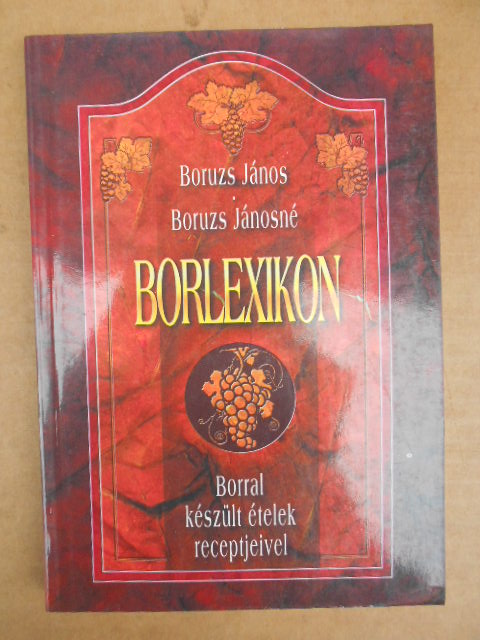 Boruzs János
Boruzs Jánosné
BORLEXIKON
Borral
készült ételek
receptjeivel